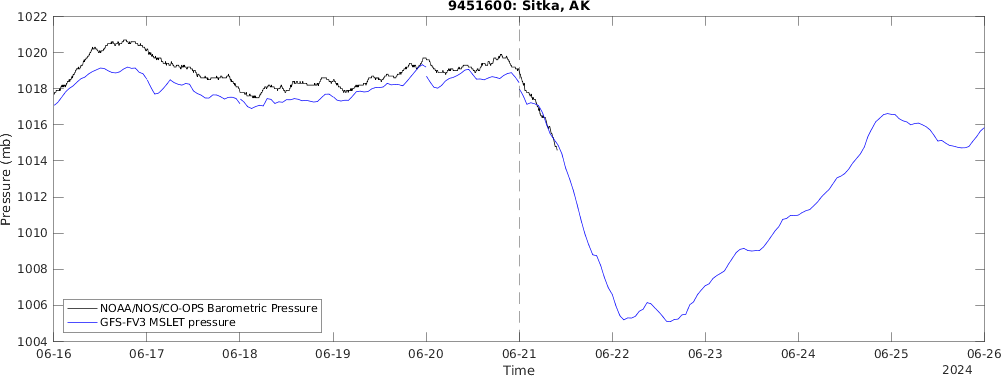 9451600: Sitka, AK
Pressure (mb)
1022
1020
1018
1016
1014
1012
1010
1008
1006
1004
NOAA/NOS/CO-OPS Barometric Pressure
GFS-FV3 MSLET pressure
06-16 06-17 06-18 06-19 06-20 06-21 06-22 06-23 06-24 06-25 06-26
Time
2024